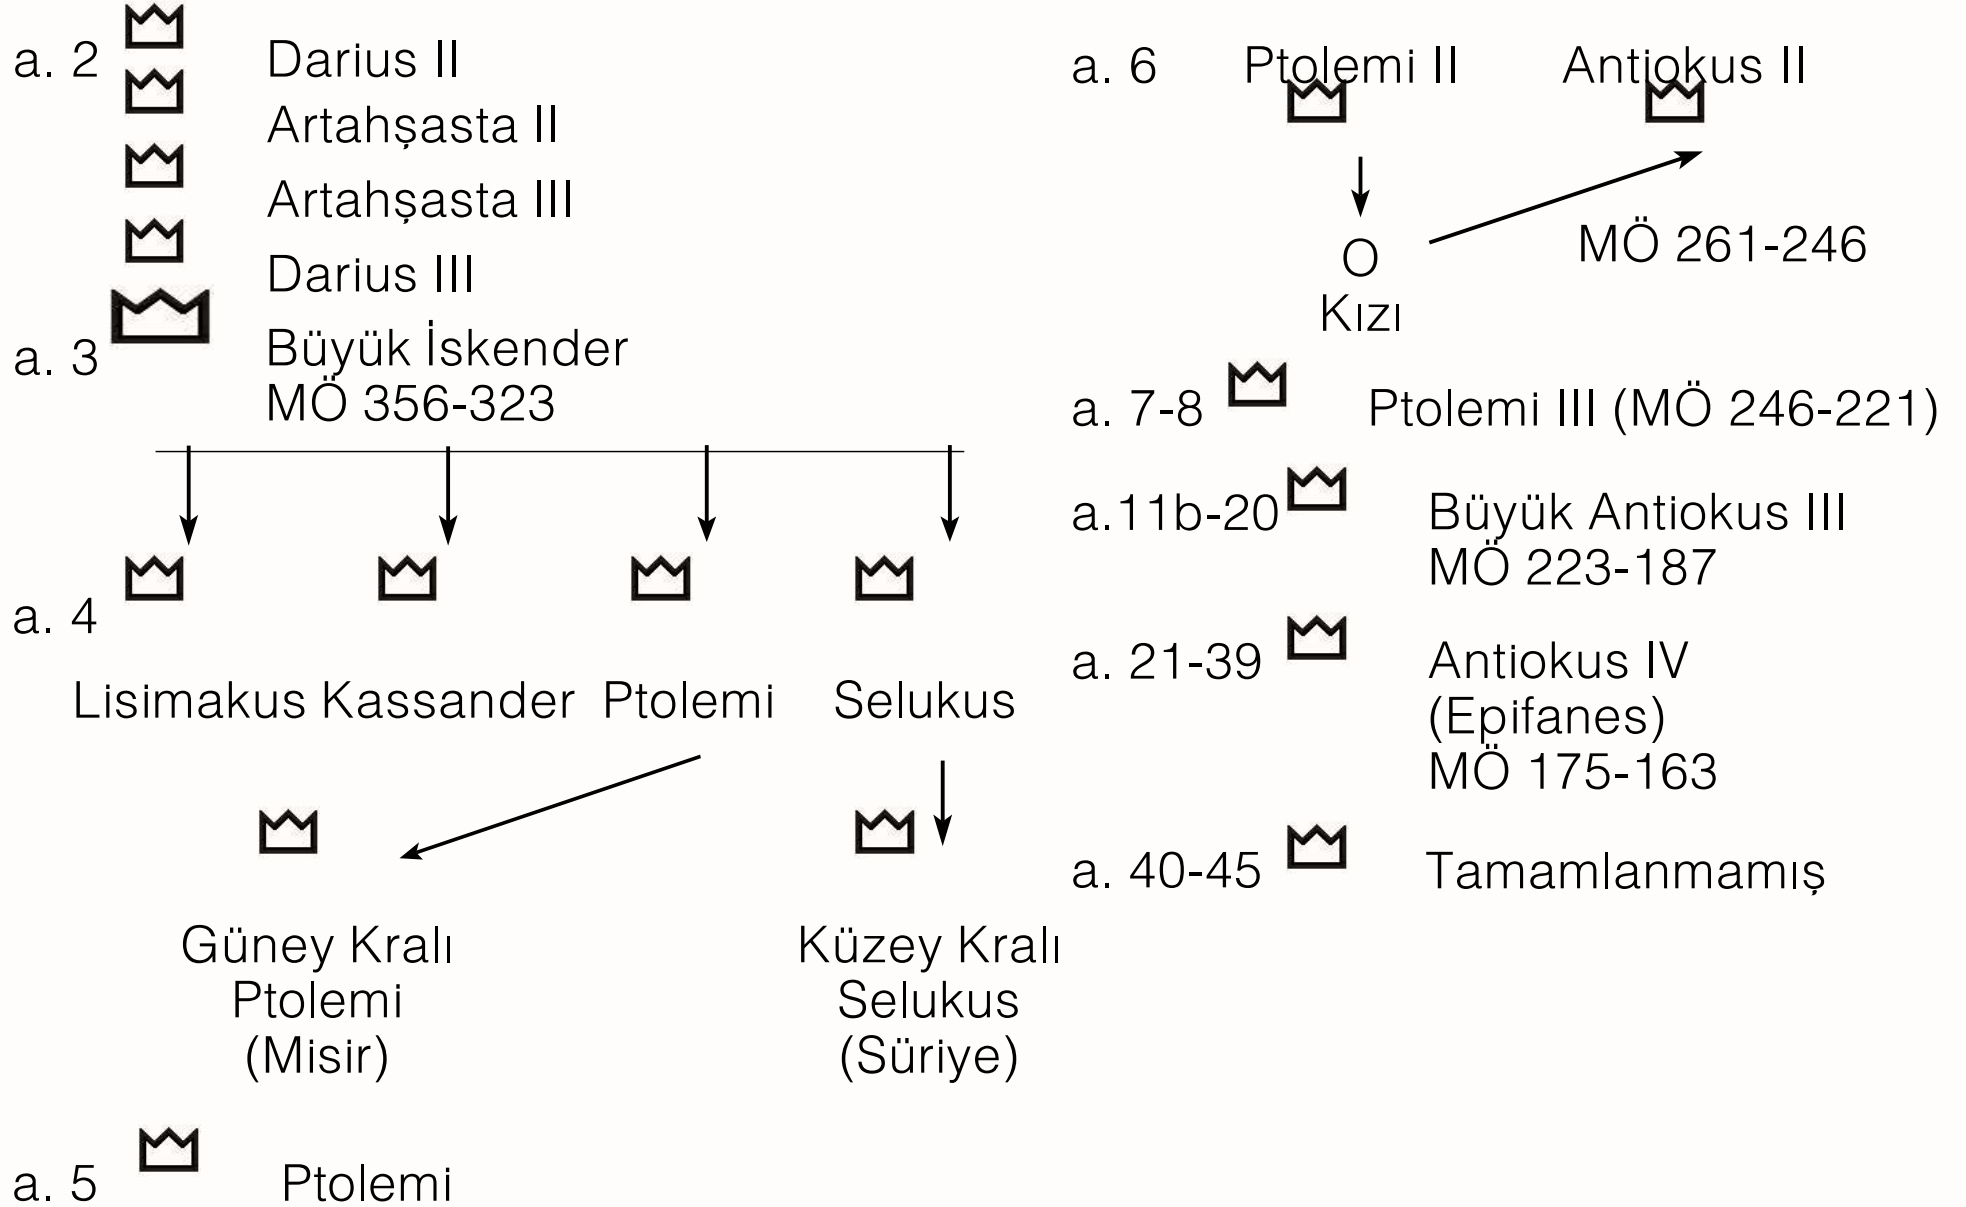 a. 2 Darius II
Artahşasta II
Artahşasta III
Darius III
a. 3 Büyük İskender
MÖ 356-323
a. 4
Lisimakus Kassander Ptolemi Selukus
Güney Kralı
Ptolemi
(Misir)
Küzey Kralı
Selukus
(Süriye)
a. 5 Ptolemi
a. 6 Ptolemi II Antiokus II
MÖ 261-246
O
Kızı
a. 7-8 Ptolemi III (MÖ 246-221)
a.11b-20 Büyük Antiokus III
MÖ 223-187
a. 21-39 Antiokus IV
(Epifanes)
MÖ 175-163
a. 40-45 Tamamlanmamış